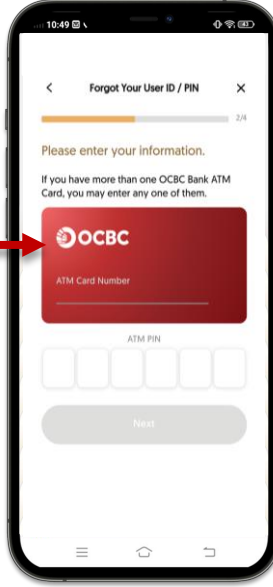 10:49
Forgot Your User ID / PIN
2/4
Please enter your information.
If you have more than one OCBC Bank ATM
Card, you may enter any one of them.
OCBC
ATM Card Number
ATM PIN
Next